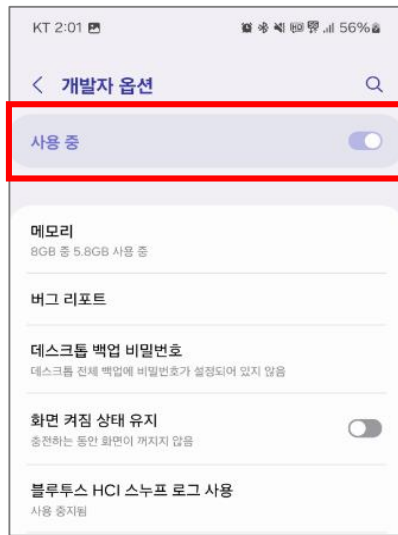 KT 2:01
56%
개발자 옵션
사용 중
메모리
8GB 중 5.8GB 사용 중
버그 리포트
데스크톱 백업 비밀번호
데스크톱 전체 백업에 비밀번호가 설정되어 있지 않음
화면 켜짐 상태 유지
충전하는 동안 화면이 꺼지지 않음
블루투스 HCI 스누프 로그 사용
사용 중지됨